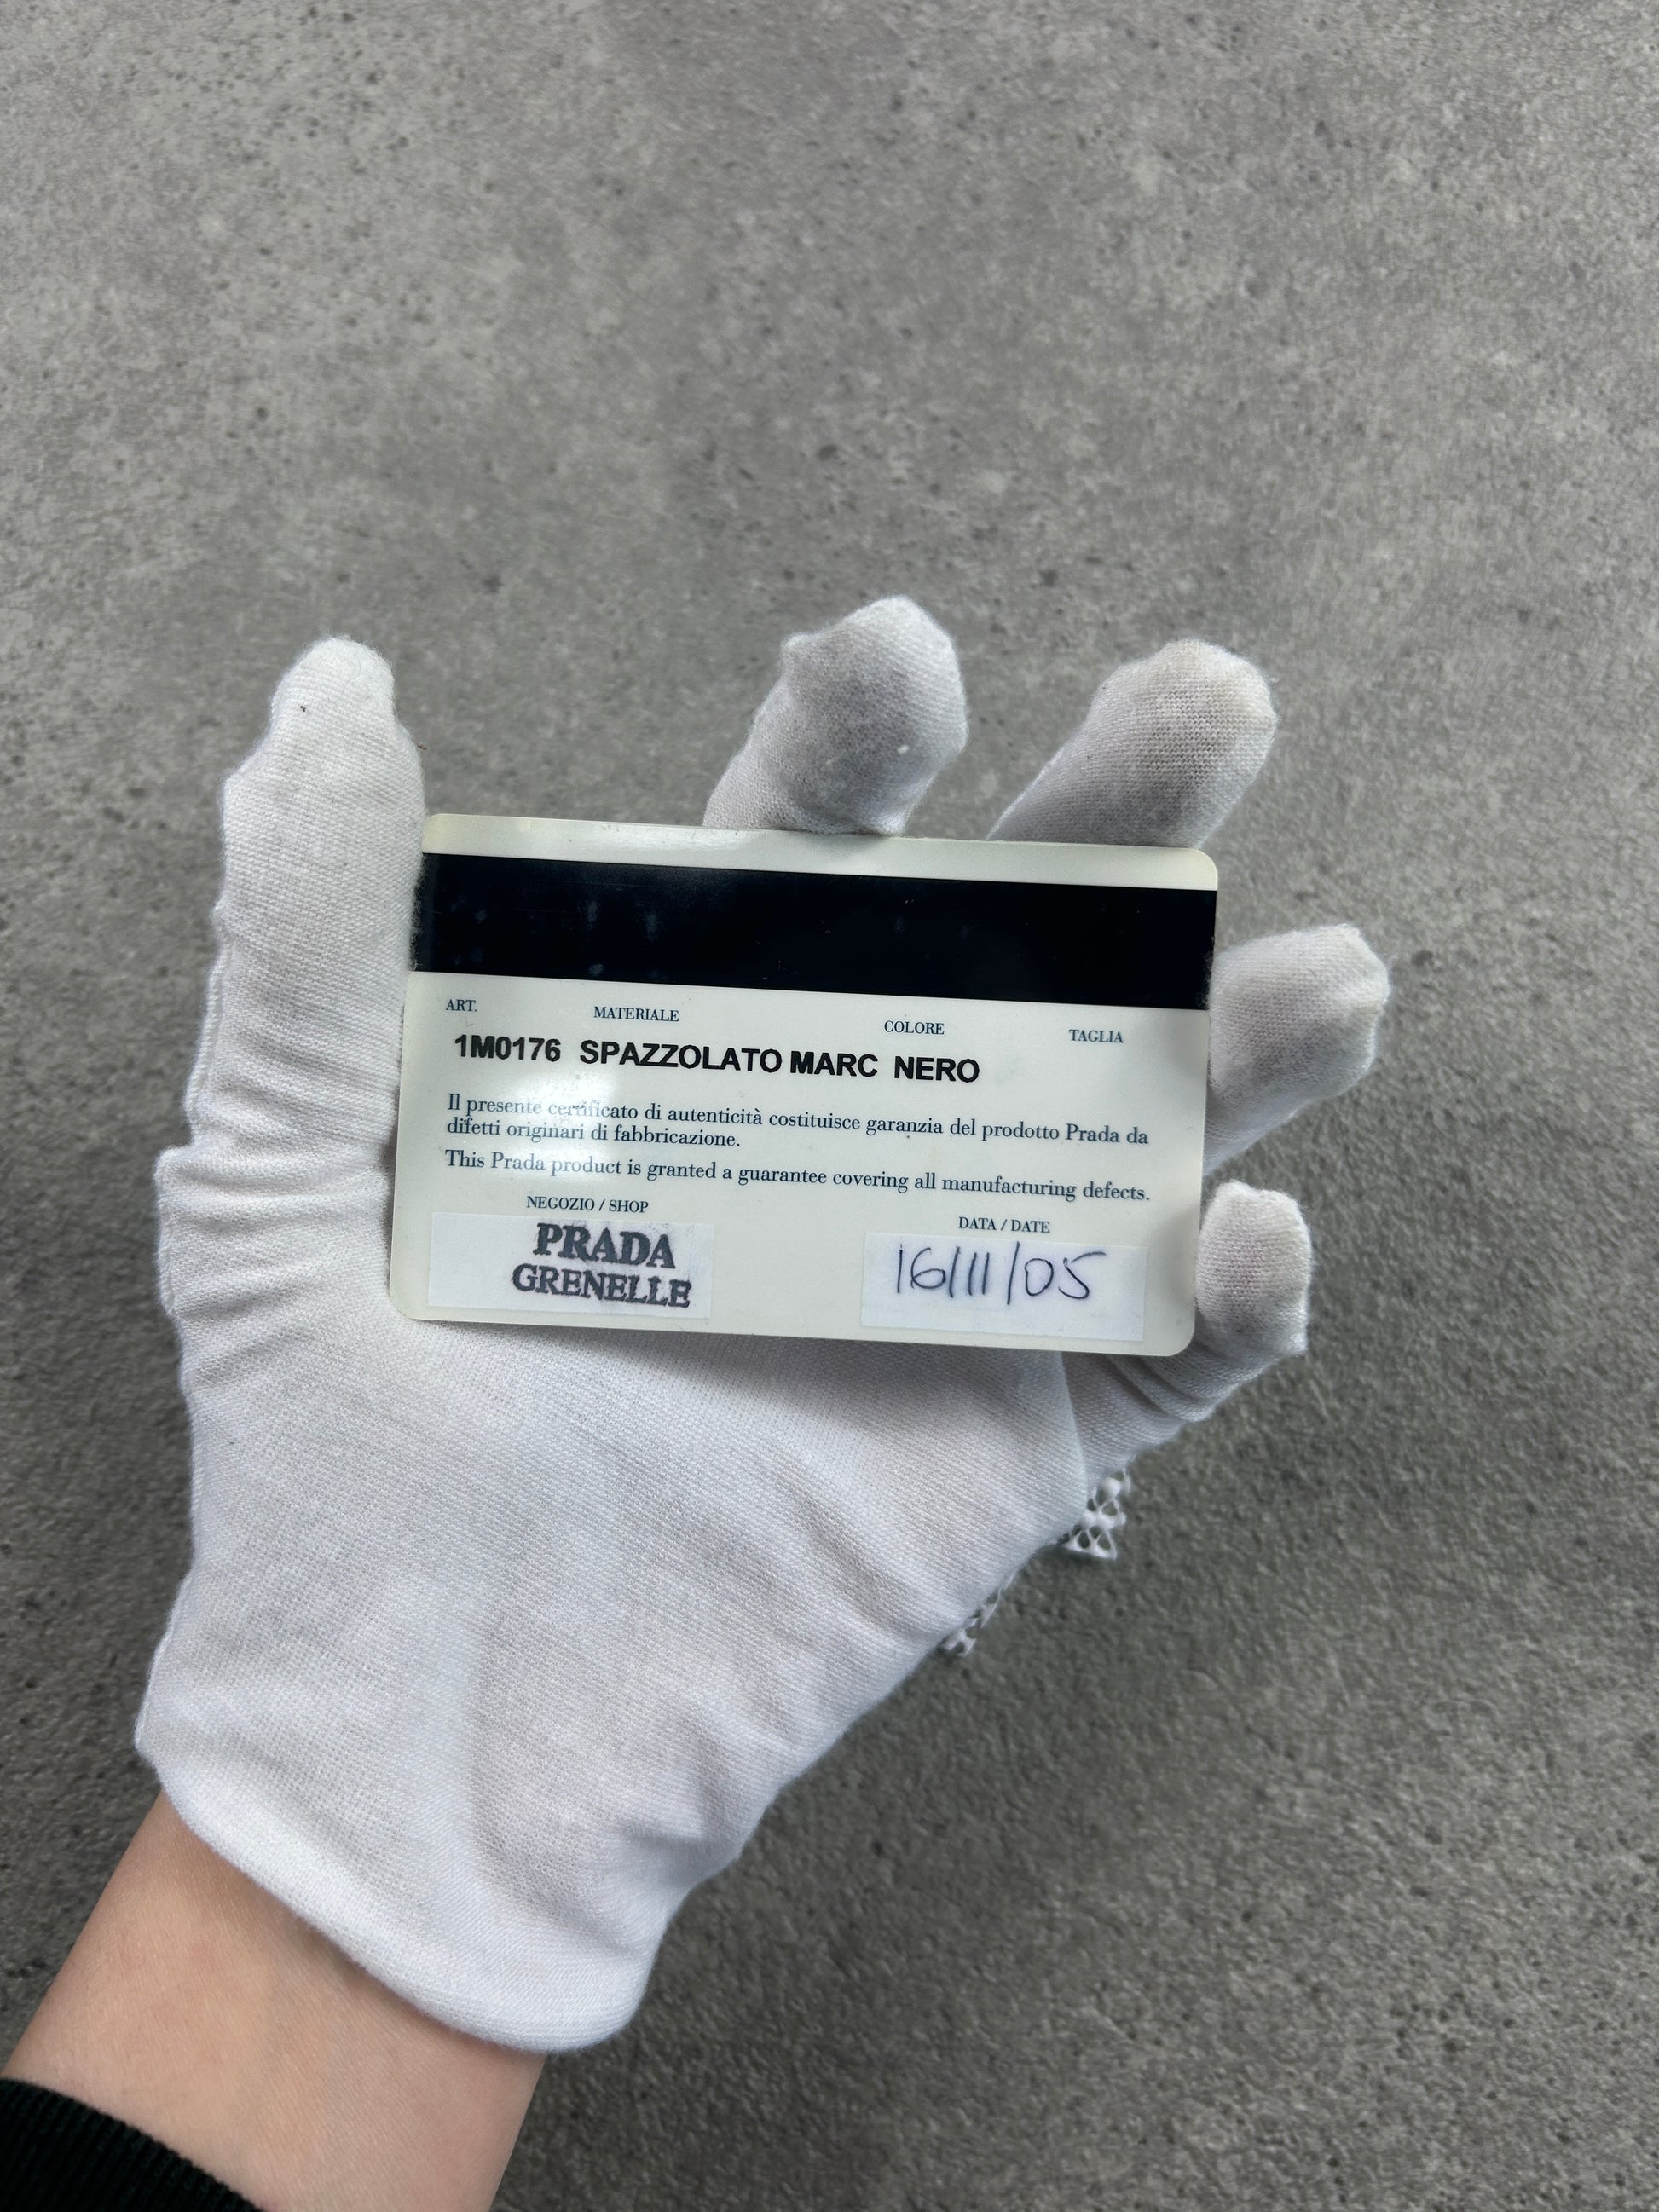 ART. MATERIALE COLORE TAGLIA
1M0176 SPAZZOLATO MARC NERO
Il presente certificato di autenticità costituisce garanzia del prodotto Prada da
difetti originari di fabbricazione.
This Prada product is granted a guarantee covering all manufacturing defects.
NEGOZIO / SHOP DATA / DATE
PRADA
GRENELLE
16/11/05